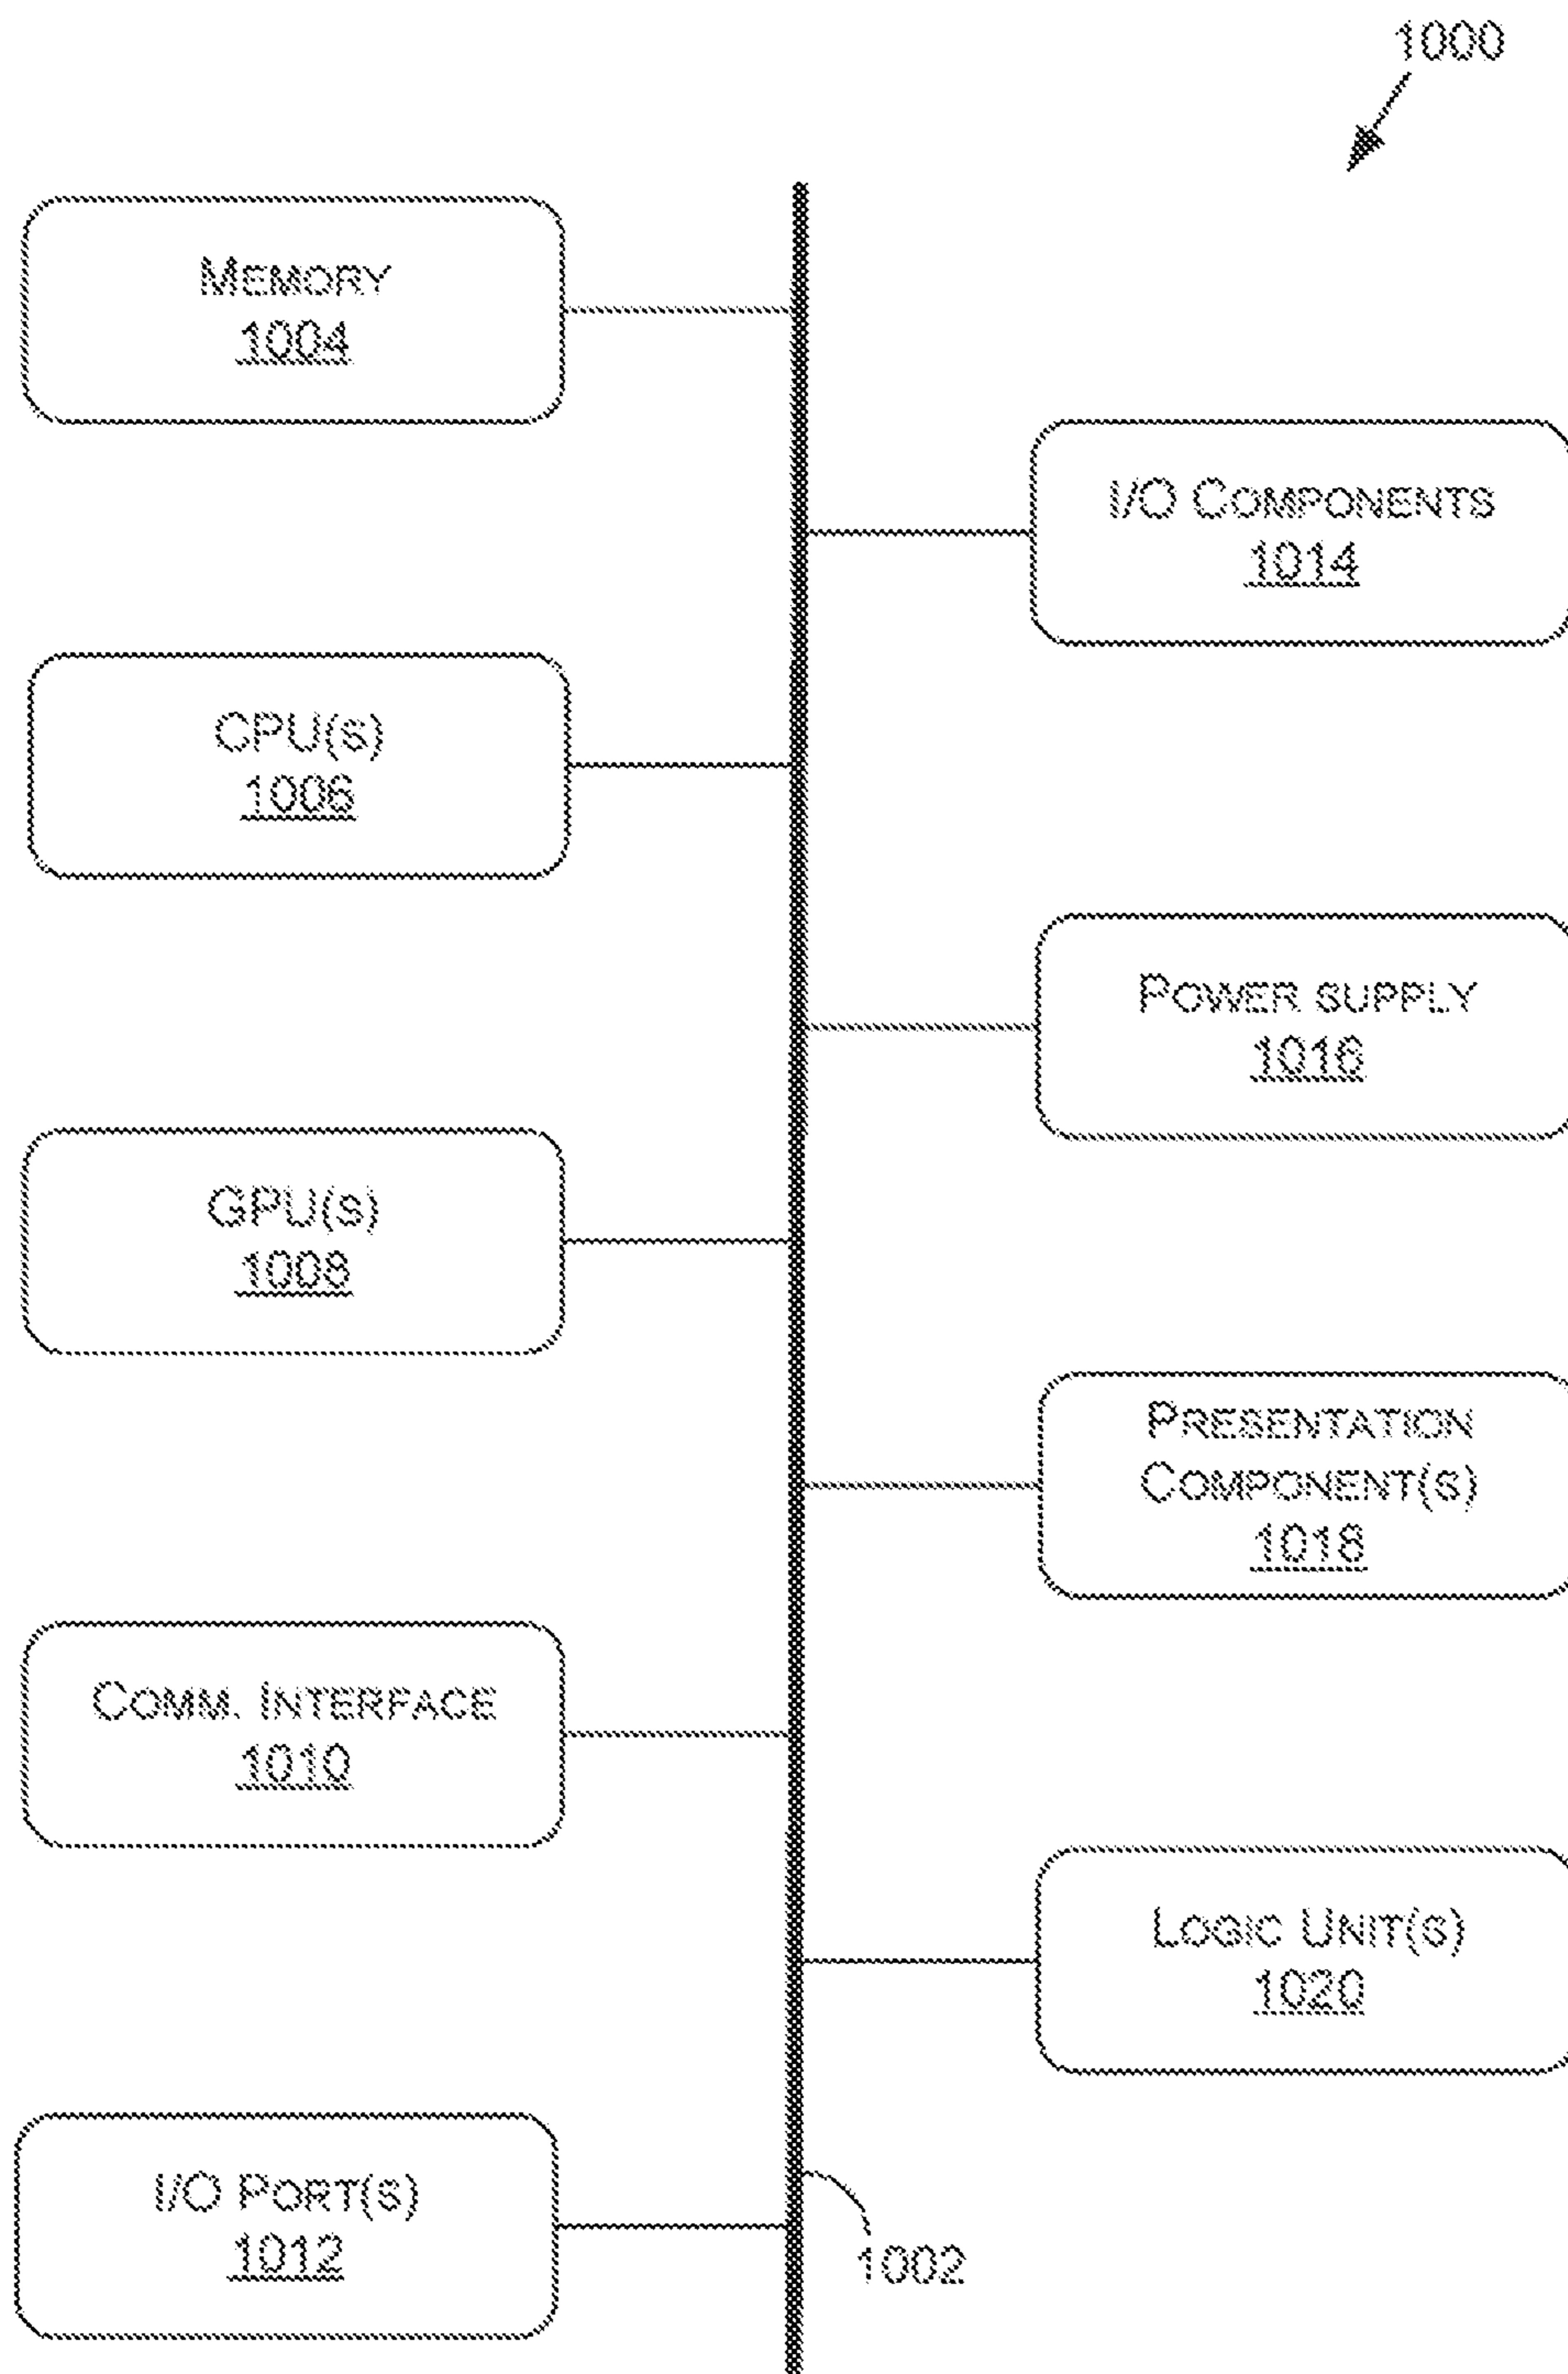 1000
MEMORY
1004
I/O COMPONENTS
1014
CPU(S)
1006
POWER SUPPLY
1016
GPU(S)
1008
PRESENTATION
COMPONENT(S)
1018
COMM. INTERFACE
1010
LOGIC UNIT(S)
1020
I/O PORT(S)
1012
1002